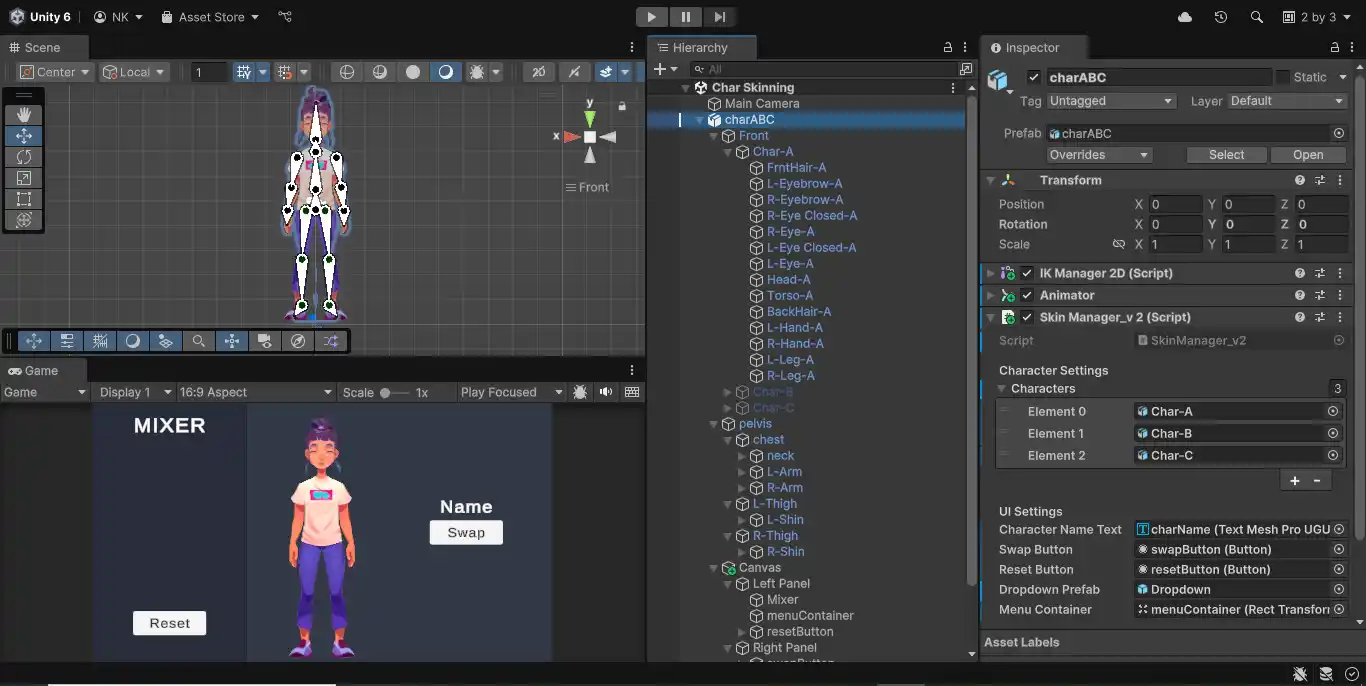 Unity 6 NK Asset Store 2 by 3
Scene
Center Local 1 2D
y
x
Front
Game
Game Display 1 16:9 Aspect Scale 1x Play Focused
MIXER
Name
Swap
Reset
Hierarchy
All
Char Skinning
Main Camera
charABC
Front
Char-A
FrntHair-A
L-Eyebrow-A
R-Eyebrow-A
R-Eye Closed-A
R-Eye-A
L-Eye Closed-A
L-Eye-A
Head-A
Torso-A
BackHair-A
L-Hand-A
R-Hand-A
L-Leg-A
R-Leg-A
Char-B
Char-C
pelvis
chest
neck
L-Arm
R-Arm
L-Thigh
L-Shin
R-Thigh
R-Shin
Canvas
Left Panel
Mixer
menuContainer
resetButton
Right Panel
swapButton
Inspector
charABC Static
Tag Untagged Layer Default
Prefab charABC
Overrides Select Open
Transform
Position X 0 Y 0 Z 0
Rotation X 0 Y 0 Z 0
Scale X 1 Y 1 Z 1
IK Manager 2D (Script)
Animator
Skin Manager_v 2 (Script)
Script SkinManager_v2
Character Settings
Characters 3
Element 0 Char-A
Element 1 Char-B
Element 2 Char-C
+ -
UI Settings
Character Name Text charName (Text Mesh Pro UGU
Swap Button swapButton (Button)
Reset Button resetButton (Button)
Dropdown Prefab Dropdown
Menu Container menuContainer (Rect Transform
Asset Labels